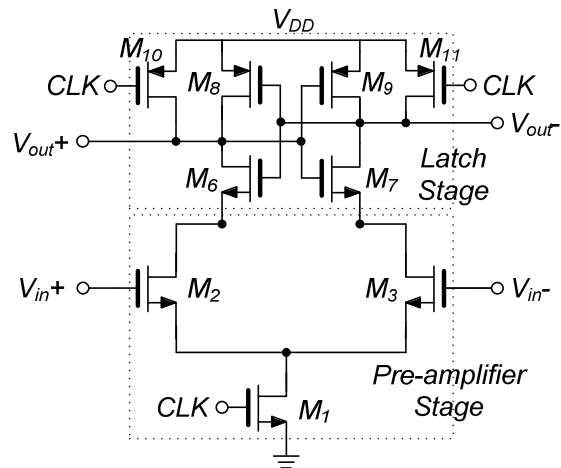 VDD
M10
M11
CLK
M8
M9
CLK
Vout+
Vout-
M6
M7
Latch
Stage
Vin+
M2
M3
Vin-
Pre-amplifier
Stage
CLK
M1